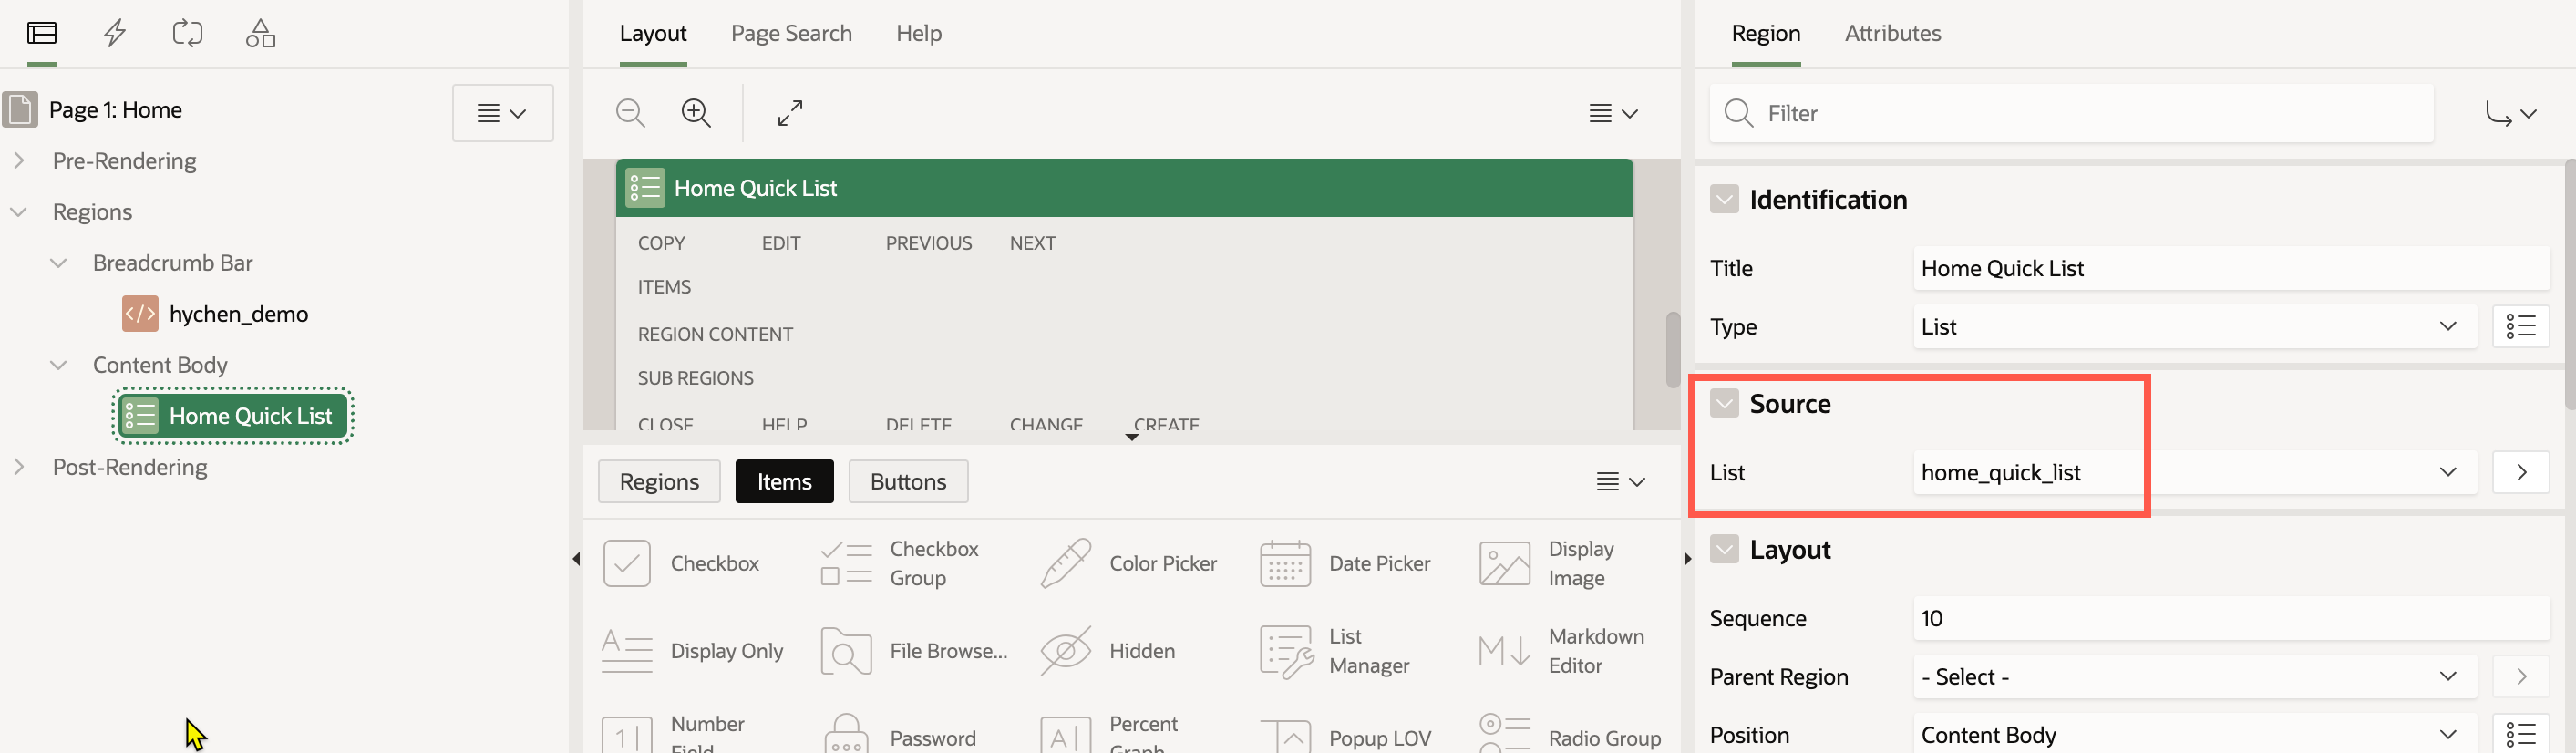 Page 1: Home
Pre-Rendering
Regions
Breadcrumb Bar
</> hychen_demo
Content Body
Home Quick List
Post-Rendering
Layout Page Search Help
Home Quick List
COPY EDIT PREVIOUS NEXT
ITEMS
REGION CONTENT
SUB REGIONS
CLOSE HELP DELETE CHANGE CREATE
Regions Items Buttons
Checkbox
Checkbox
Group
Color Picker
Date Picker
Display
Image
Display Only
File Browse...
Hidden
List
Manager
Markdown
Editor
Number
Field
Password
Percent
Graph
Popup LOV
Radio Group
Region Attributes
Filter
Identification
Title Home Quick List
Type List
Source
List home_quick_list
Layout
Sequence 10
Parent Region - Select -
Position Content Body